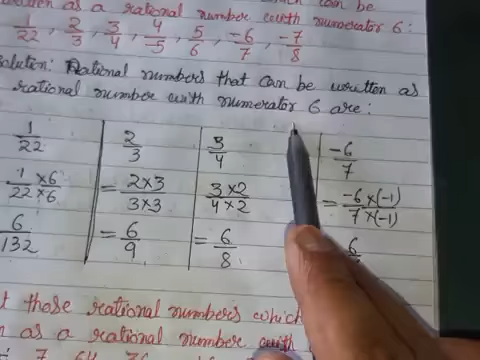 written as a rational number with numerator 6:
1/22, 2/3, 3/4, 4/-5, 5/6, -6/7, -7/8
Solution: Rational numbers that can be written as
rational number with numerator 6 are:
1/22 | 2/3 | 3/4 | -6/7
1×6/22×6 | = 2×3/3×3 | 3×2/4×2 | = -6×(-1)/7×(-1)
6/132 | = 6/9 | = 6/8 | 6/
those rational numbers which
as a rational number with